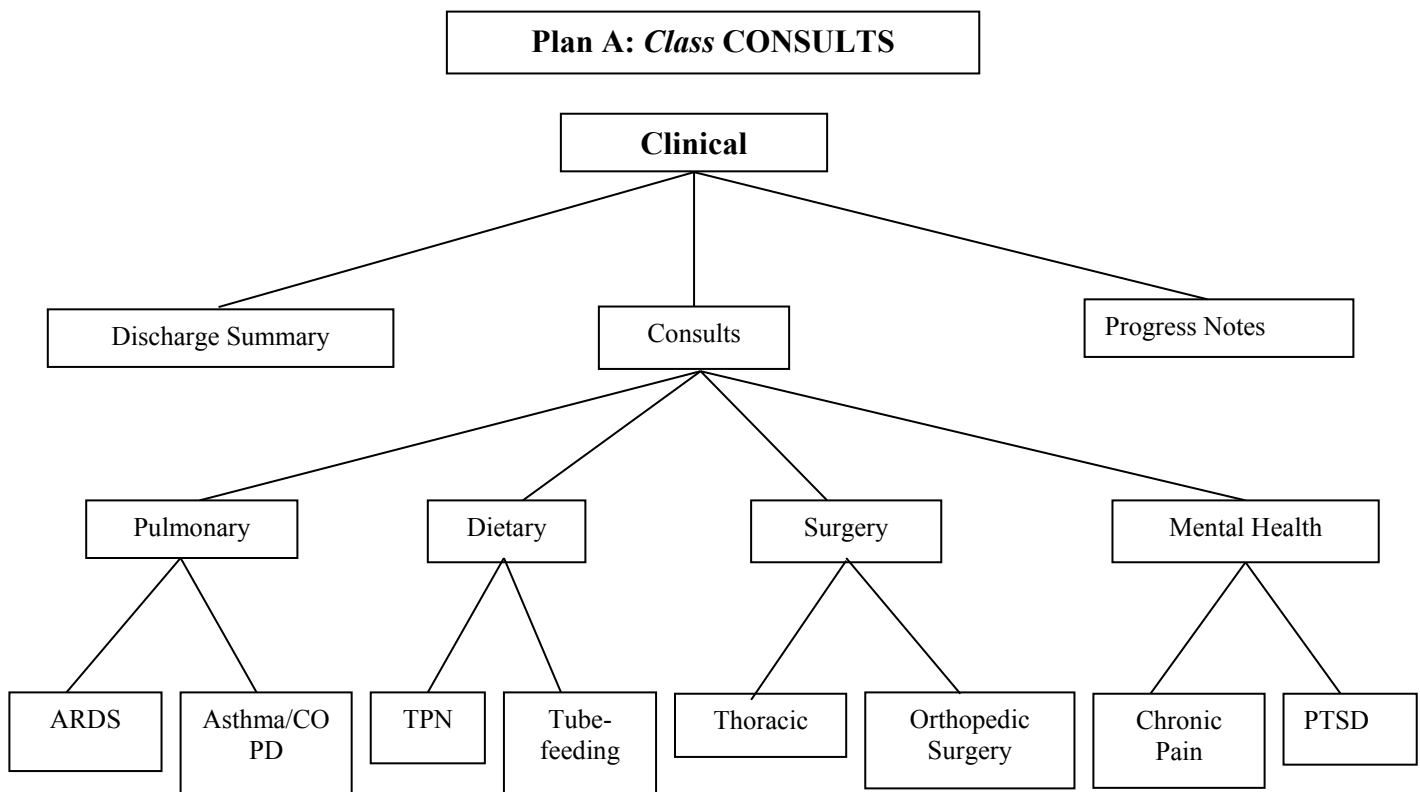 Plan A: Class CONSULTS
Clinical
Discharge Summary
Consults
Progress Notes
Pulmonary
Dietary
Surgery
Mental Health
ARDS
Asthma/CO
PD
TPN
Tube-
feeding
Thoracic
Orthopedic
Surgery
Chronic
Pain
PTSD